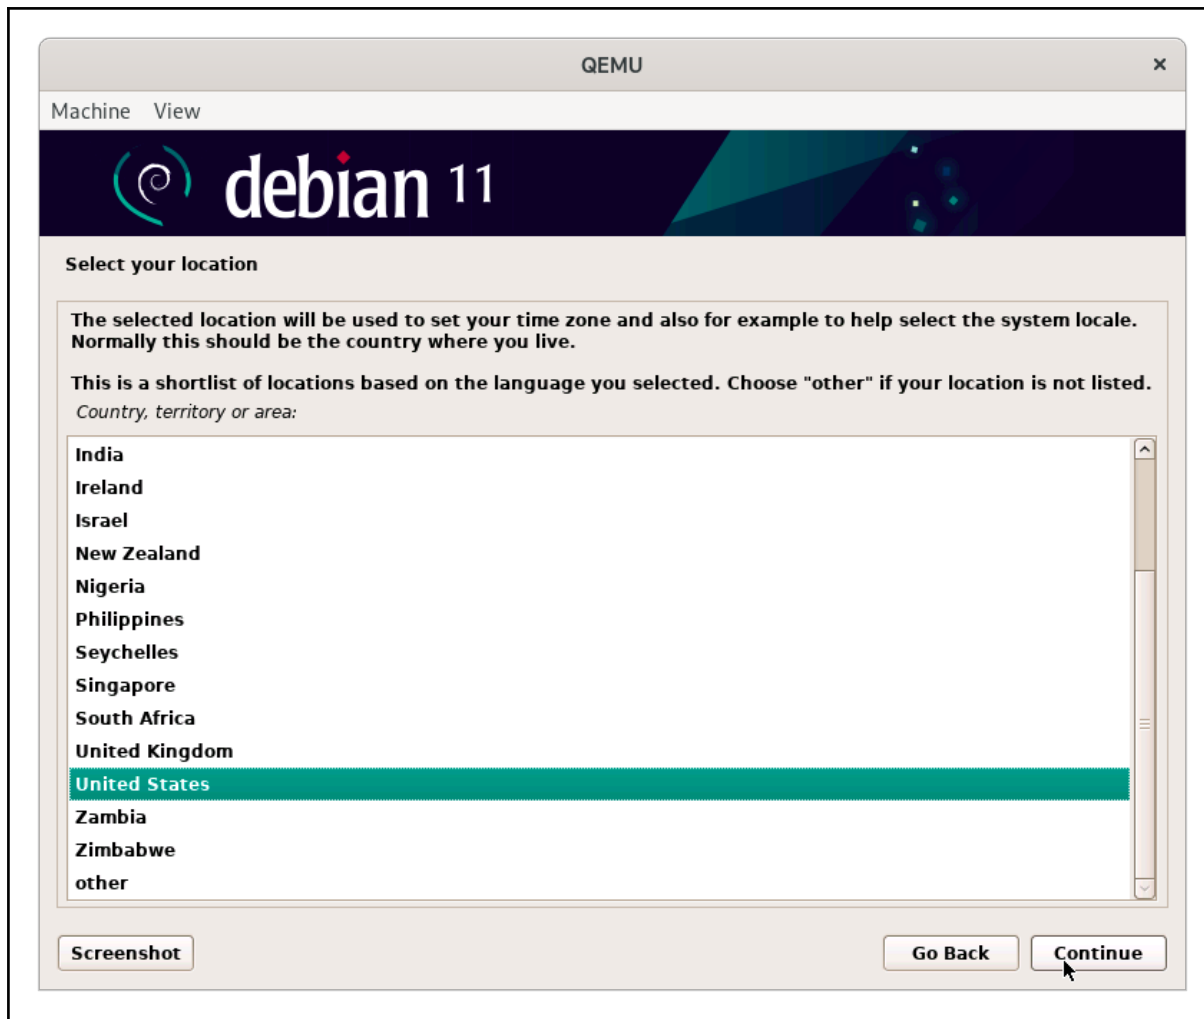 QEMU
Machine View
debian 11
Select your location
The selected location will be used to set your time zone and also for example to help select the system locale.
Normally this should be the country where you live.
This is a shortlist of locations based on the language you selected. Choose "other" if your location is not listed.
Country, territory or area:
India
Ireland
Israel
New Zealand
Nigeria
Philippines
Seychelles
Singapore
South Africa
United Kingdom
United States
Zambia
Zimbabwe
other
Screenshot Go Back Continue